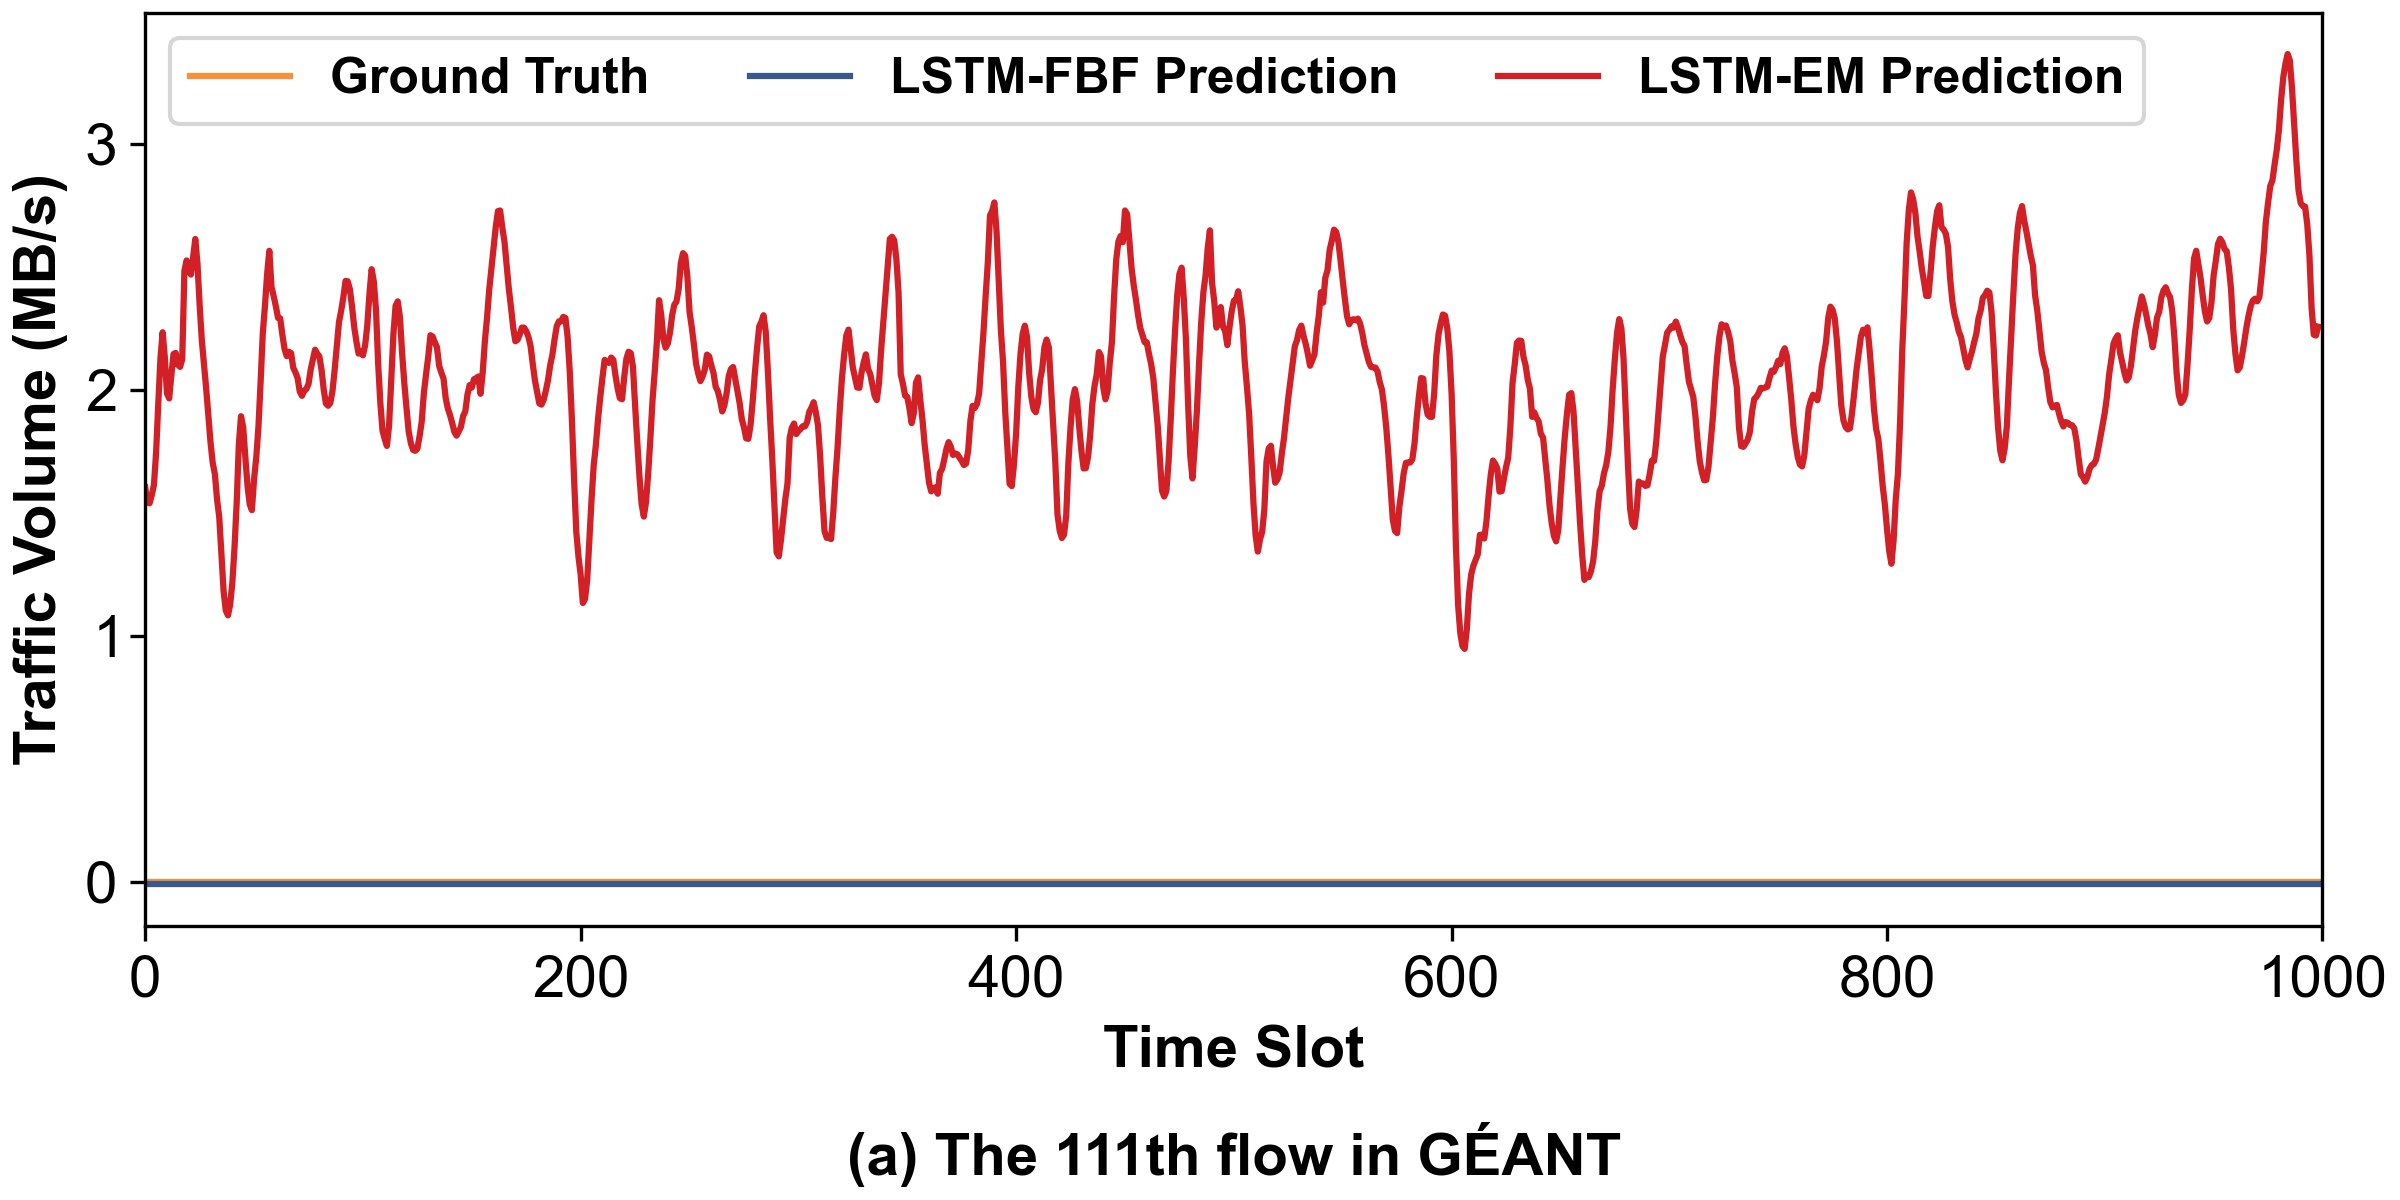 Ground Truth LSTM-FBF Prediction LSTM-EM Prediction
Traffic Volume (MB/s)
3
2
1
0
0 200 400 600 800 1000
Time Slot
(a) The 111th flow in GÉANT